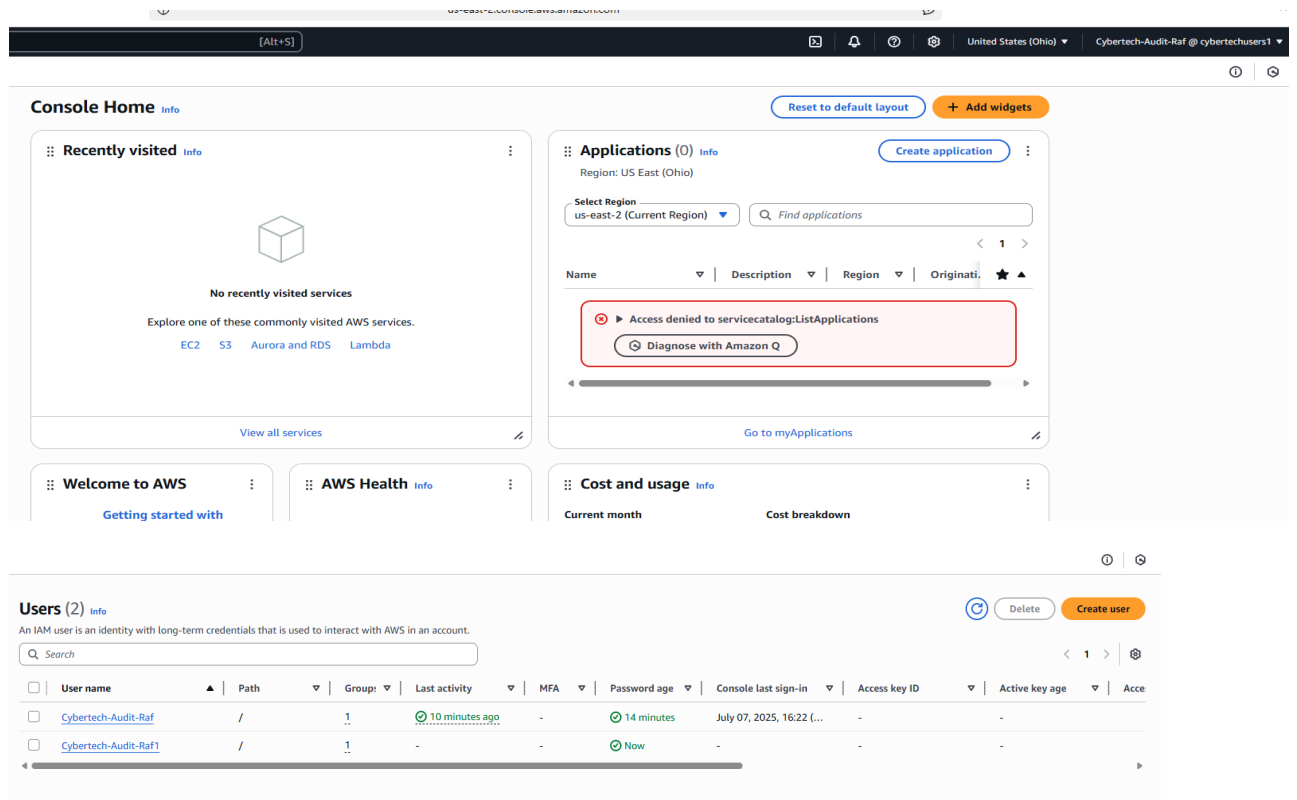 us-east-2.console.aws.amazon.com
[Alt+S]
United States (Ohio)
Cybertech-Audit-Raf @ cybertechusers1
Console Home Info
Reset to default layout
+ Add widgets
Recently visited Info
No recently visited services
Explore one of these commonly visited AWS services.
EC2 S3 Aurora and RDS Lambda
View all services
Applications (0) Info
Create application
Region: US East (Ohio)
Select Region
us-east-2 (Current Region)
Find applications
1
Name Description Region Originati.
Access denied to servicecatalog:ListApplications
Diagnose with Amazon Q
Go to myApplications
Welcome to AWS
Getting started with
AWS Health Info
Cost and usage Info
Current month Cost breakdown
Users (2) Info
Delete
Create user
An IAM user is an identity with long-term credentials that is used to interact with AWS in an account.
Search
1
User name Path Group: Last activity MFA Password age Console last sign-in Access key ID Active key age Acce
Cybertech-Audit-Raf / 1 10 minutes ago - 14 minutes July 07, 2025, 16:22 (... - -
Cybertech-Audit-Raf1 / 1 - - Now - - -